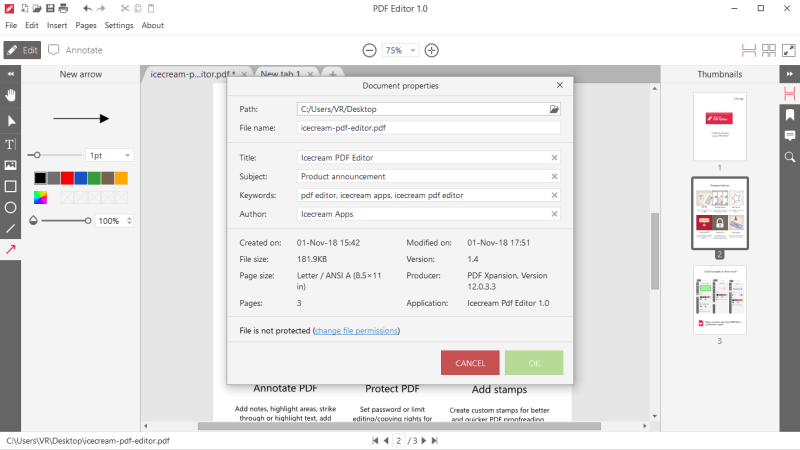 PDF Editor 1.0
File Edit Insert Pages Settings About
Edit Annotate 75%
New arrow
icecream-p...itor.pdf *
New tab 1
Thumbnails
1pt
100%
Document properties
Path: C:/Users/VR/Desktop
File name: icecream-pdf-editor.pdf
Title: Icecream PDF Editor
Subject: Product announcement
Keywords: pdf editor, icecream apps, icecream pdf editor
Author: Icecream Apps
Created on: 01-Nov-18 15:42 Modified on: 01-Nov-18 17:51
File size: 181.9KB Version: 1.4
Page size: Letter / ANSI A (8.5×11 in) Producer: PDF Xpansion, Version 12.0.3.3
Pages: 3 Application: Icecream Pdf Editor 1.0
File is not protected (change file permissions)
CANCEL OK
Annotate PDF Protect PDF Add stamps
Add notes, highlight areas, strike
through or highlight text, add
Set password or limit
editing/copying rights for
Create custom stamps for better
and quicker PDF proofreading
1
2
3
C:\Users\VR\Desktop\icecream-pdf-editor.pdf
2 / 3